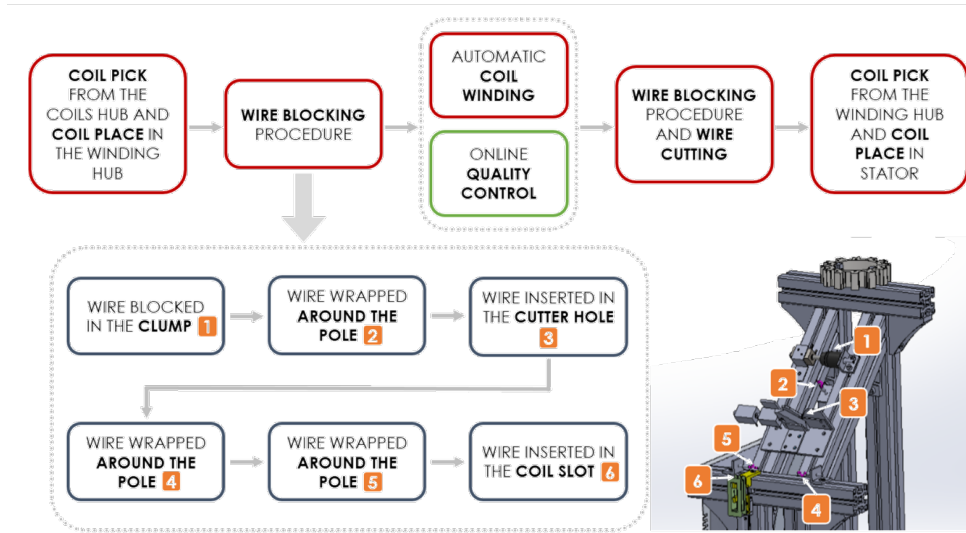 COIL PICK
FROM THE
COILS HUB AND
COIL PLACE IN
THE WINDING
HUB
WIRE BLOCKING
PROCEDURE
AUTOMATIC
COIL
WINDING
ONLINE
QUALITY
CONTROL
WIRE BLOCKING
PROCEDURE
AND WIRE
CUTTING
COIL PICK
FROM THE
WINDING HUB
AND COIL
PLACE IN
STATOR
WIRE BLOCKED
IN THE CLUMP 1
WIRE WRAPPED
AROUND THE
POLE 2
WIRE INSERTED IN
THE CUTTER HOLE
3
WIRE WRAPPED
AROUND THE
POLE 4
WIRE WRAPPED
AROUND THE
POLE 5
WIRE INSERTED IN
THE COIL SLOT 6
1
2
3
5
6
4